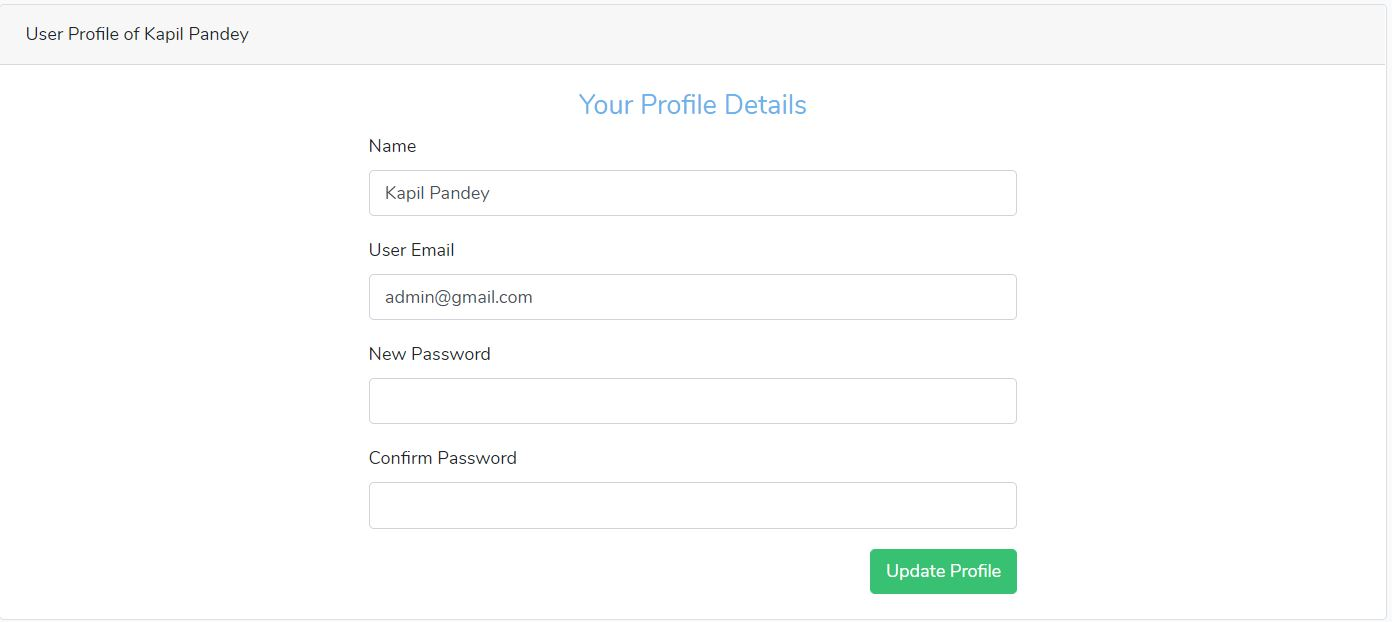 User Profile of Kapil Pandey
Your Profile Details
Name
Kapil Pandey
User Email
admin@gmail.com
New Password
Confirm Password
Update Profile